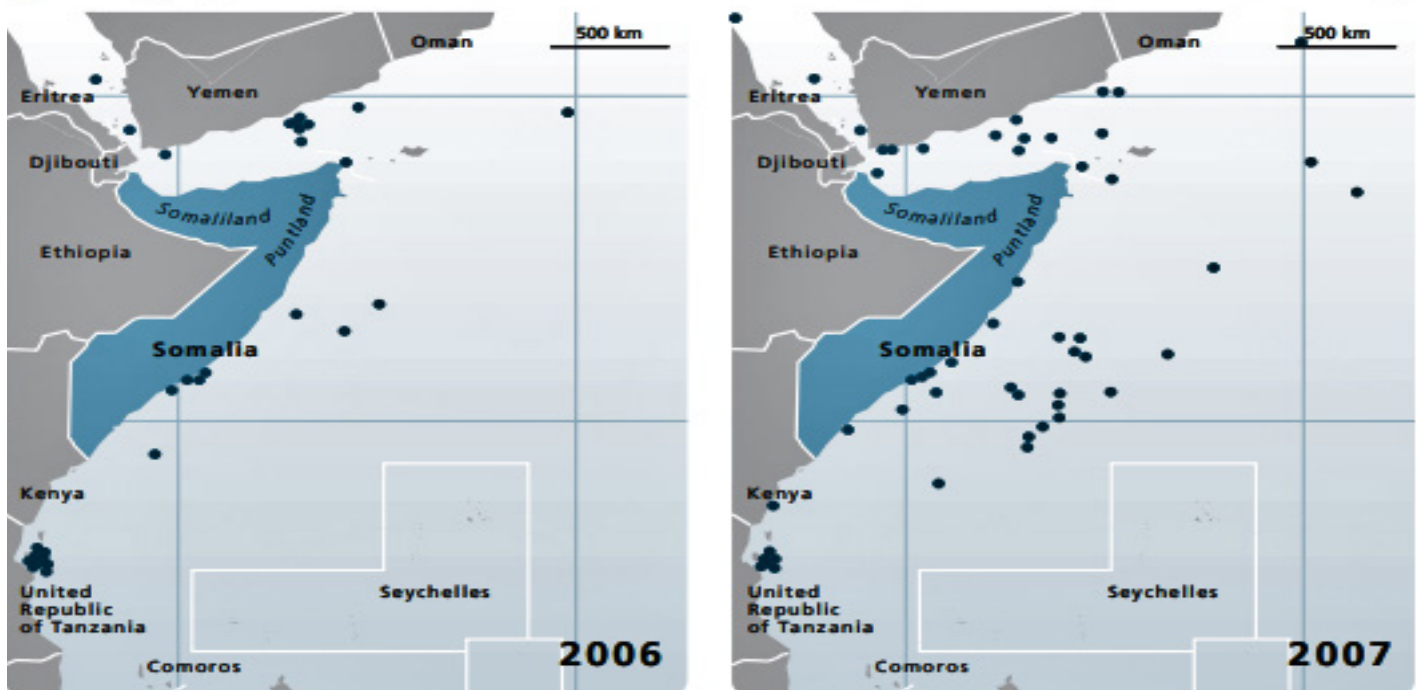 Oman
500 km
Eritrea
Yemen
Djibouti
Somaliland
Puntland
Ethiopia
Somalia
Kenya
United
Republic
of Tanzania
Seychelles
Comoros
2006
Oman
500 km
Eritrea
Yemen
Djibouti
Somaliland
Puntland
Ethiopia
Somalia
Kenya
United
Republic
of Tanzania
Seychelles
Comoros
2007